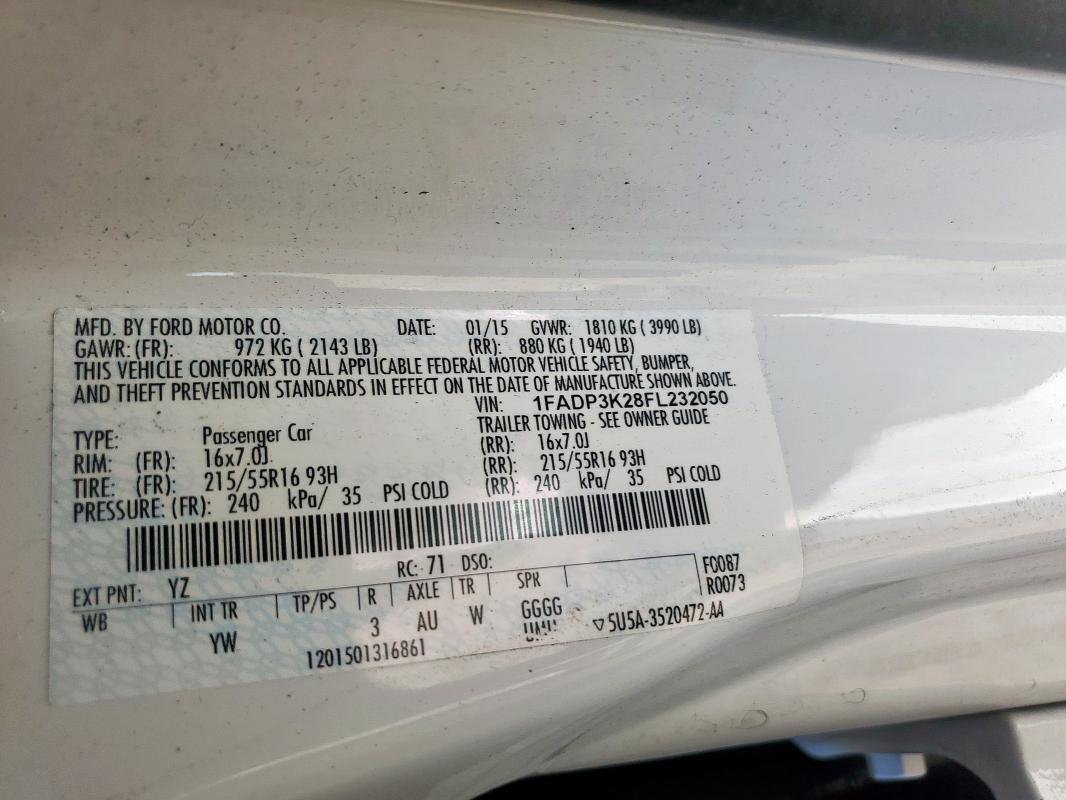 MFD. BY FORD MOTOR CO. DATE: 01/15 GVWR: 1810 KG ( 3990 LB)
GAWR: (FR): 972 KG ( 2143 LB) (RR): 880 KG ( 1940 LB)
THIS VEHICLE CONFORMS TO ALL APPLICABLE FEDERAL MOTOR VEHICLE SAFETY, BUMPER,
AND THEFT PREVENTION STANDARDS IN EFFECT ON THE DATE OF MANUFACTURE SHOWN ABOVE.
VIN: 1FADP3K28FL232050
TYPE: Passenger Car TRAILER TOWING - SEE OWNER GUIDE
RIM: (FR): 16x7.0J (RR): 16x7.0J
TIRE: (FR): 215/55R16 93H (RR): 215/55R16 93H
PRESSURE: (FR): 240 kPa/ 35 PSI COLD (RR): 240 kPa/ 35 PSI COLD
EXT PNT: YZ RC: 71 DSO: F0087
WB INT TR TP/PS R AXLE TR SPR R0073
YW 3 AU W GGGG
1201501316861 ▽5U5A-3520472-AA